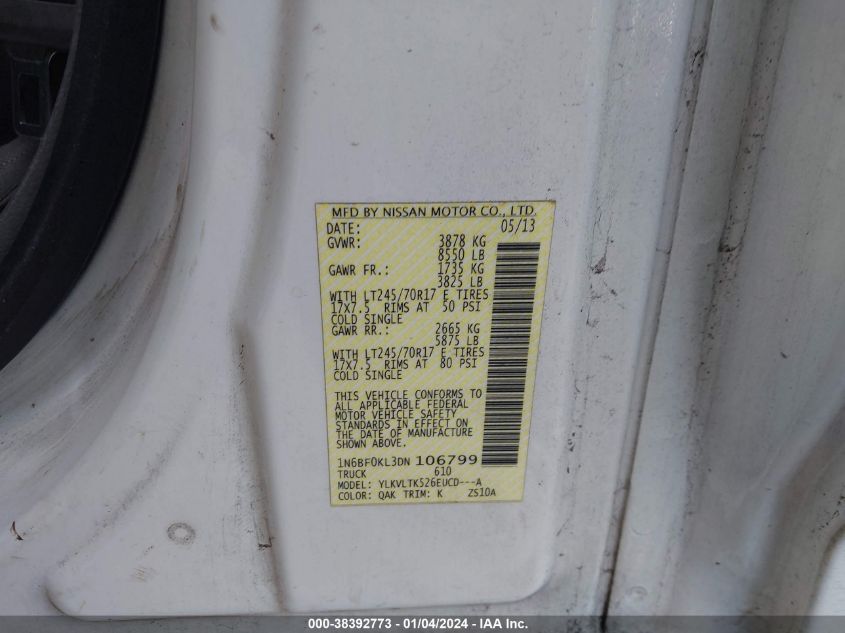 MFD BY NISSAN MOTOR CO., LTD.
DATE: 05/13
GVWR: 3878 KG
8550 LB
GAWR FR.: 1735 KG
3825 LB
WITH LT245/70R17 E TIRES
17X7.5 RIMS AT 50 PSI
COLD SINGLE
GAWR RR.: 2665 KG
5875 LB
WITH LT245/70R17 E TIRES
17X7.5 RIMS AT 80 PSI
COLD SINGLE
THIS VEHICLE CONFORMS TO
ALL APPLICABLE FEDERAL
MOTOR VEHICLE SAFETY
STANDARDS IN EFFECT ON
THE DATE OF MANUFACTURE
SHOWN ABOVE.
1N6BF0KL3DN 106799
TRUCK 610
MODEL: YLKVLTK526EUCD---A
COLOR: QAK TRIM: K ZS10A
000-38392773 - 01/04/2024 - © IAA, Inc.